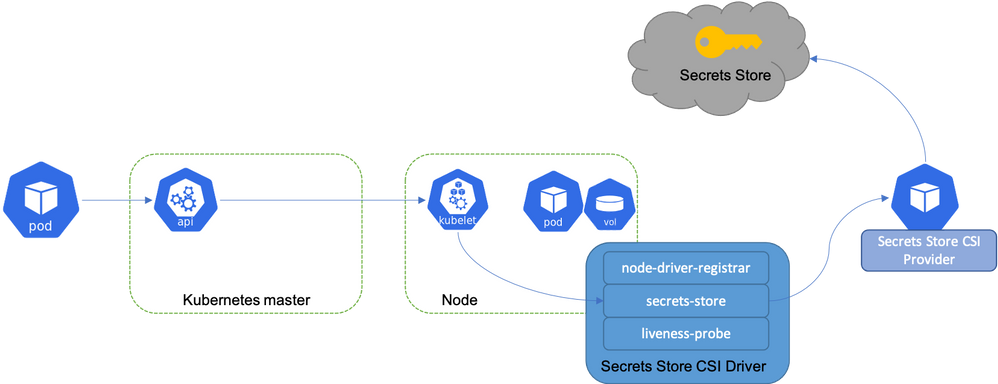 Secrets Store
pod
api
kubelet
pod
vol
Secrets Store CSI
Provider
node-driver-registrar
secrets-store
liveness-probe
Kubernetes master
Node
Secrets Store CSI Driver